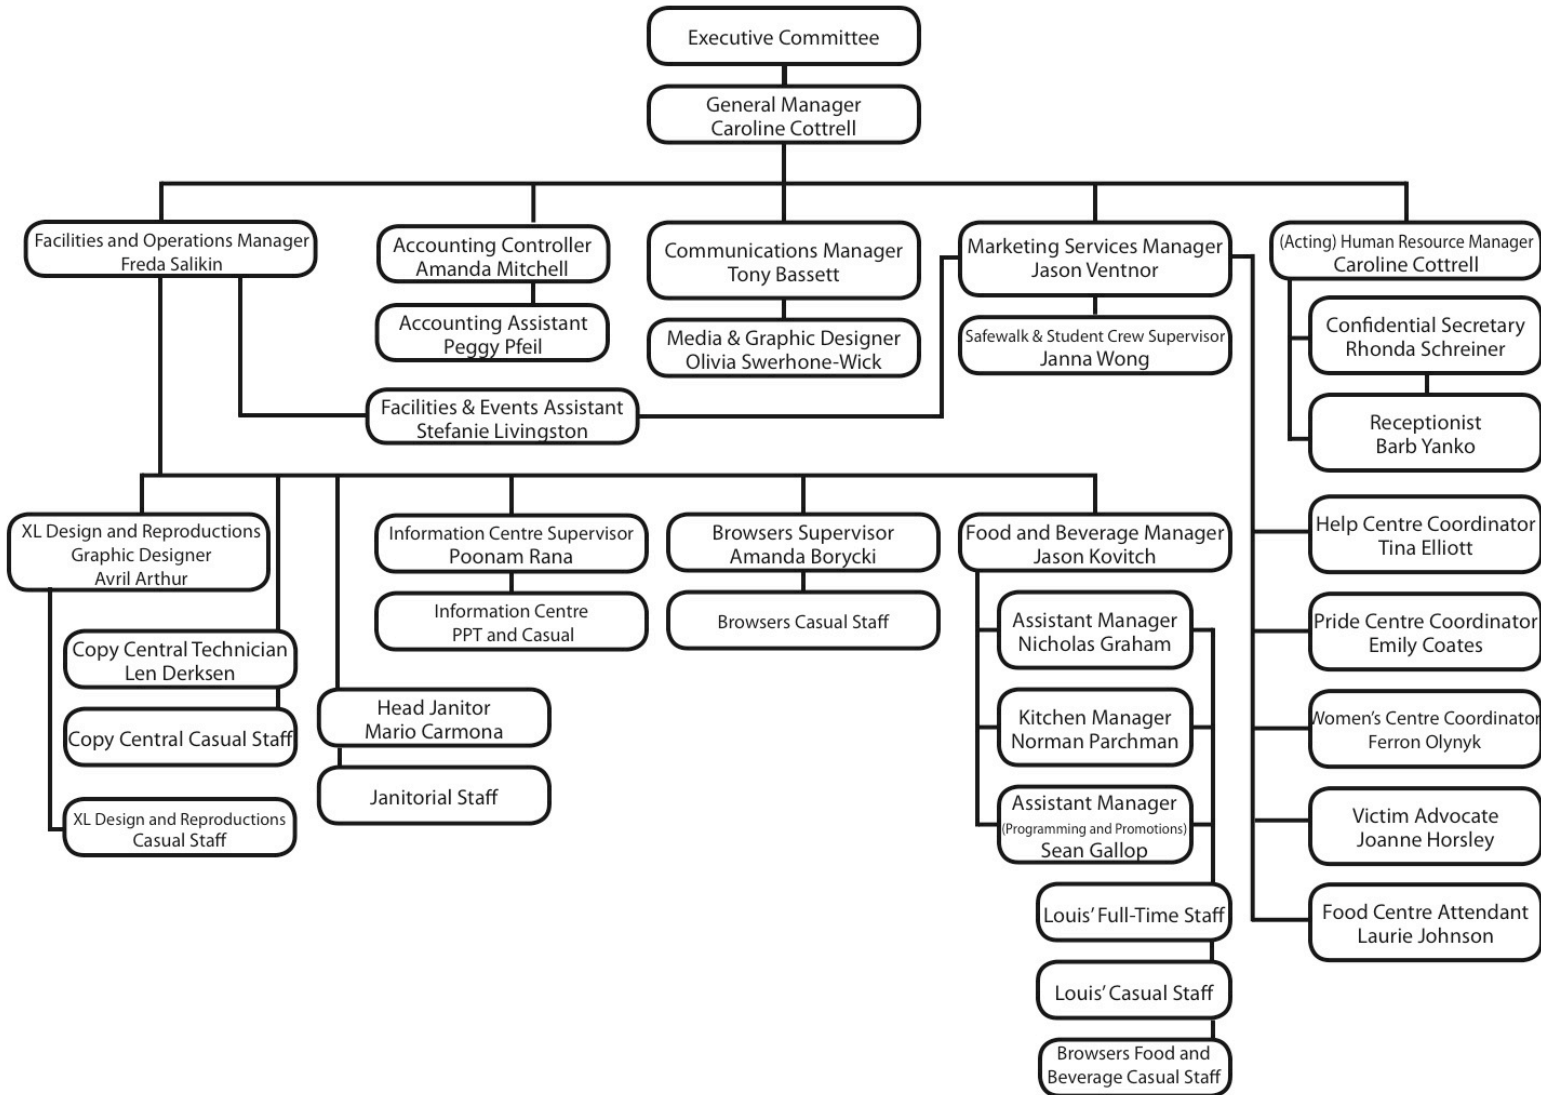 Executive Committee
General Manager
Caroline Cottrell
Facilities and Operations Manager
Freda Salikin
Accounting Controller
Amanda Mitchell
Communications Manager
Tony Bassett
Marketing Services Manager
Jason Ventnor
(Acting) Human Resource Manager
Caroline Cottrell
Accounting Assistant
Peggy Pfeil
Media & Graphic Designer
Olivia Swerhone-Wick
Safewalk & Student Crew Supervisor
Janna Wong
Confidential Secretary
Rhonda Schreiner
Facilities & Events Assistant
Stefanie Livingston
Receptionist
Barb Yanko
XL Design and Reproductions
Graphic Designer
Avril Arthur
Information Centre Supervisor
Poonam Rana
Browsers Supervisor
Amanda Borycki
Food and Beverage Manager
Jason Kovitch
Help Centre Coordinator
Tina Elliott
Information Centre
PPT and Casual
Browsers Casual Staff
Assistant Manager
Nicholas Graham
Pride Centre Coordinator
Emily Coates
Copy Central Technician
Len Derksen
Copy Central Casual Staff
Head Janitor
Mario Carmona
Kitchen Manager
Norman Parchman
Women's Centre Coordinator
Ferron Olynyk
Janitorial Staff
XL Design and Reproductions
Casual Staff
Assistant Manager
(Programming and Promotions)
Sean Gallop
Victim Advocate
Joanne Horsley
Louis' Full-Time Staff
Food Centre Attendant
Laurie Johnson
Louis' Casual Staff
Browsers Food and
Beverage Casual Staff